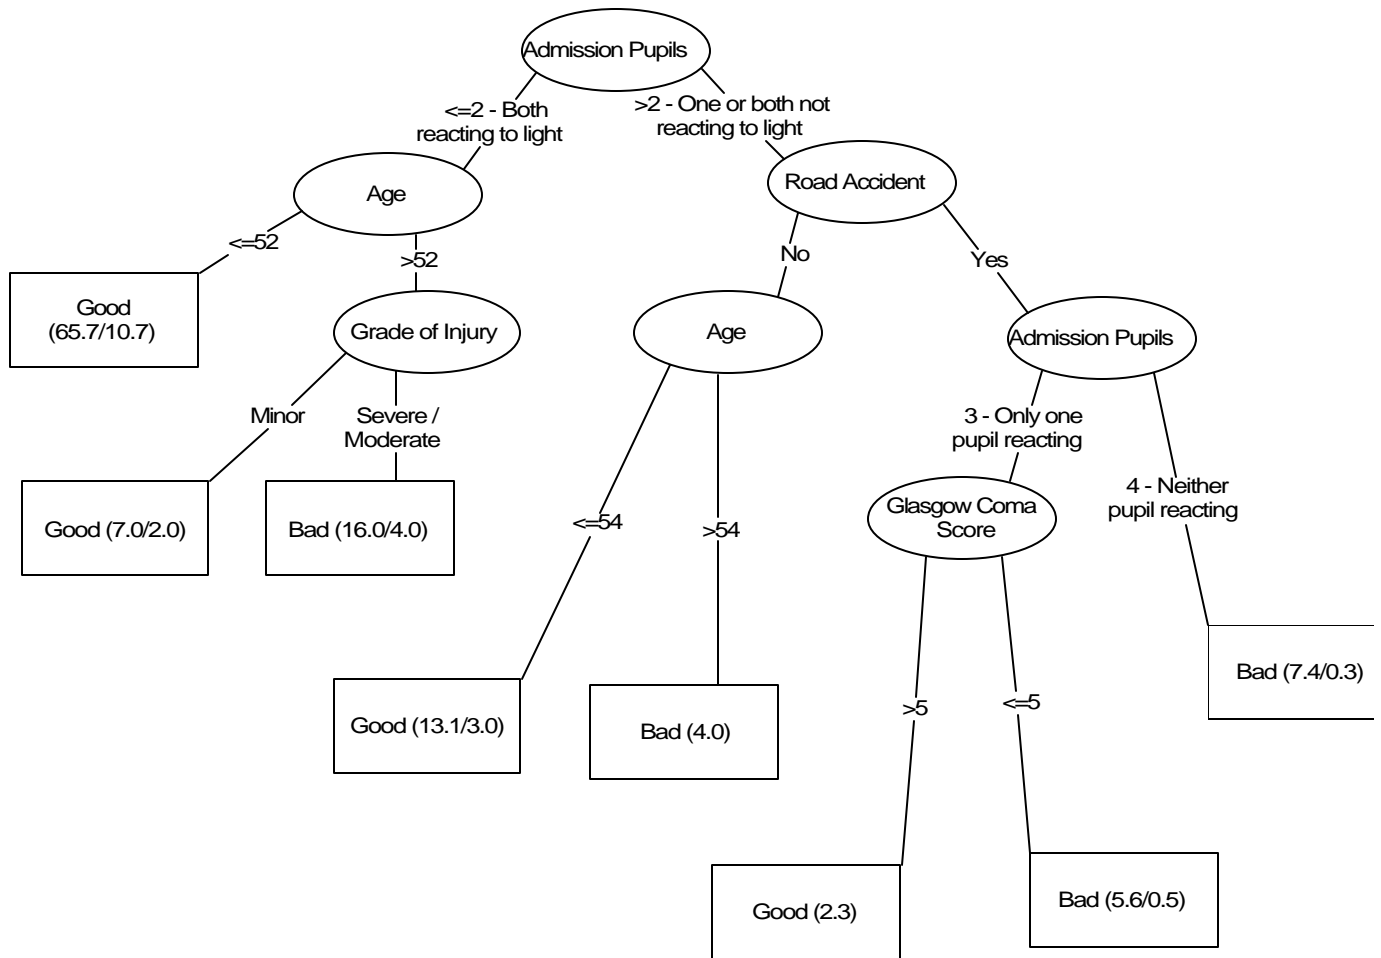 Admission Pupils
<=2 - Both
reacting to light
>2 - One or both not
reacting to light
Age
Road Accident
<=52
>52
No
Yes
Good
(65.7/10.7)
Grade of Injury
Age
Admission Pupils
Minor
Severe /
Moderate
3 - Only one
pupil reacting
4 - Neither
pupil reacting
Good (7.0/2.0)
Bad (16.0/4.0)
<=54
>54
Glasgow Coma
Score
Bad (7.4/0.3)
Good (13.1/3.0)
Bad (4.0)
>5
<=5
Good (2.3)
Bad (5.6/0.5)